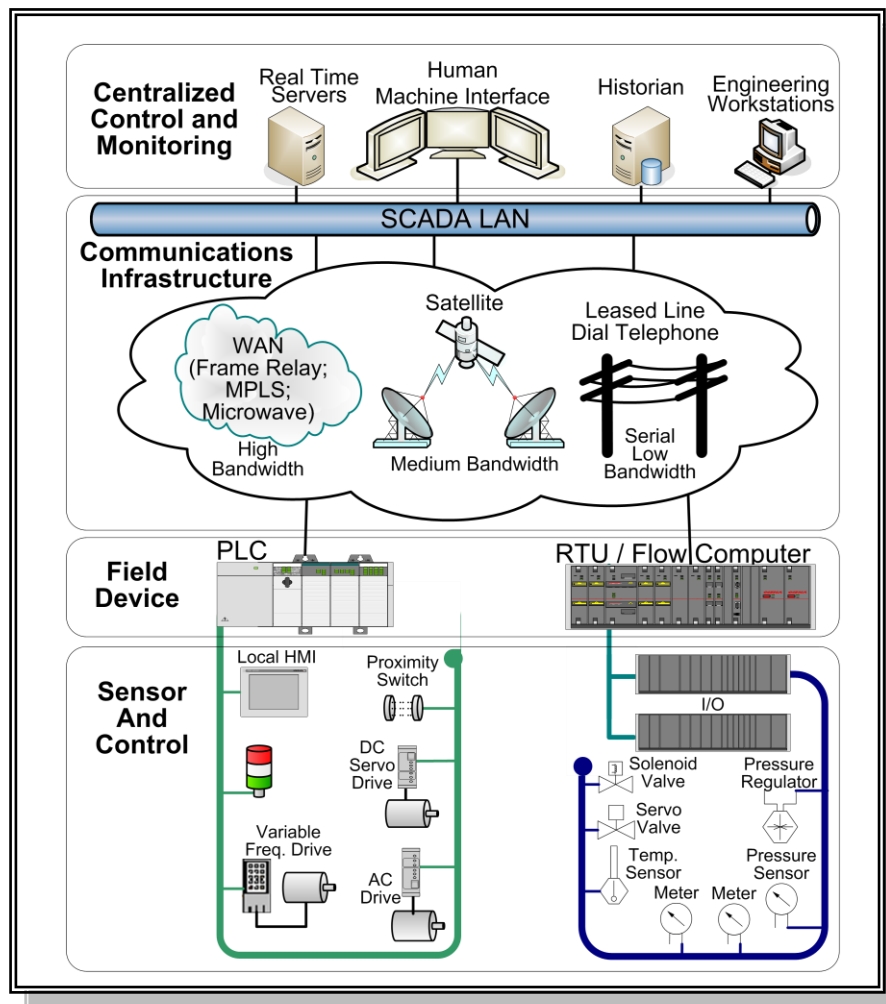 Centralized
Control and
Monitoring
Real Time
Servers
Human
Machine Interface
Historian
Engineering
Workstations
SCADA LAN
Communications
Infrastructure
WAN
(Frame Relay;
MPLS;
Microwave)
High
Bandwidth
Satellite
Medium Bandwidth
Leased Line
Dial Telephone
Serial
Low
Bandwidth
Field
Device
PLC
RTU / Flow Computer
Sensor
And
Control
Local HMI
Proximity
Switch
DC
Servo
Drive
Variable
Freq. Drive
AC
Drive
I/O
Solenoid
Valve
Pressure
Regulator
Servo
Valve
Temp.
Sensor
Pressure
Sensor
Meter
Meter